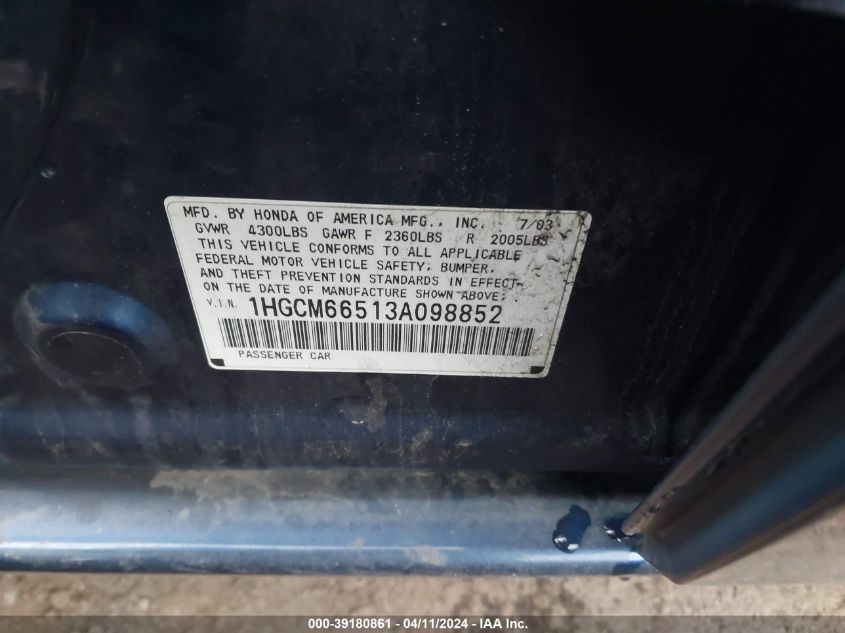 MFD. BY HONDA OF AMERICA MFG., INC. 7/03
GVWR 4300LBS GAWR F 2360LBS R 2005LBS
THIS VEHICLE CONFORMS TO ALL APPLICABLE
FEDERAL MOTOR VEHICLE SAFETY, BUMPER,
AND THEFT PREVENTION STANDARDS IN EFFECT
ON THE DATE OF MANUFACTURE SHOWN ABOVE.
V.I.N. 1HGCM66513A098852
PASSENGER CAR
000-39180861 - 04/11/2024 - IAA Inc.